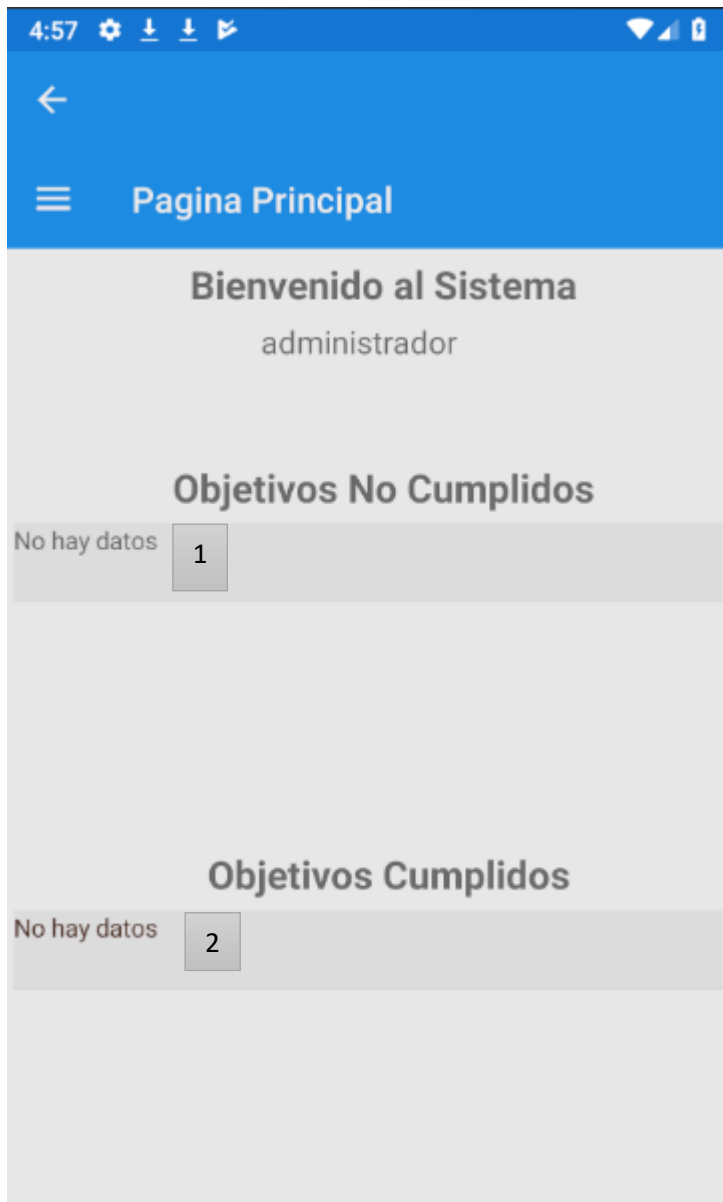 4:57
Pagina Principal
Bienvenido al Sistema
administrador
Objetivos No Cumplidos
No hay datos 1
Objetivos Cumplidos
No hay datos 2